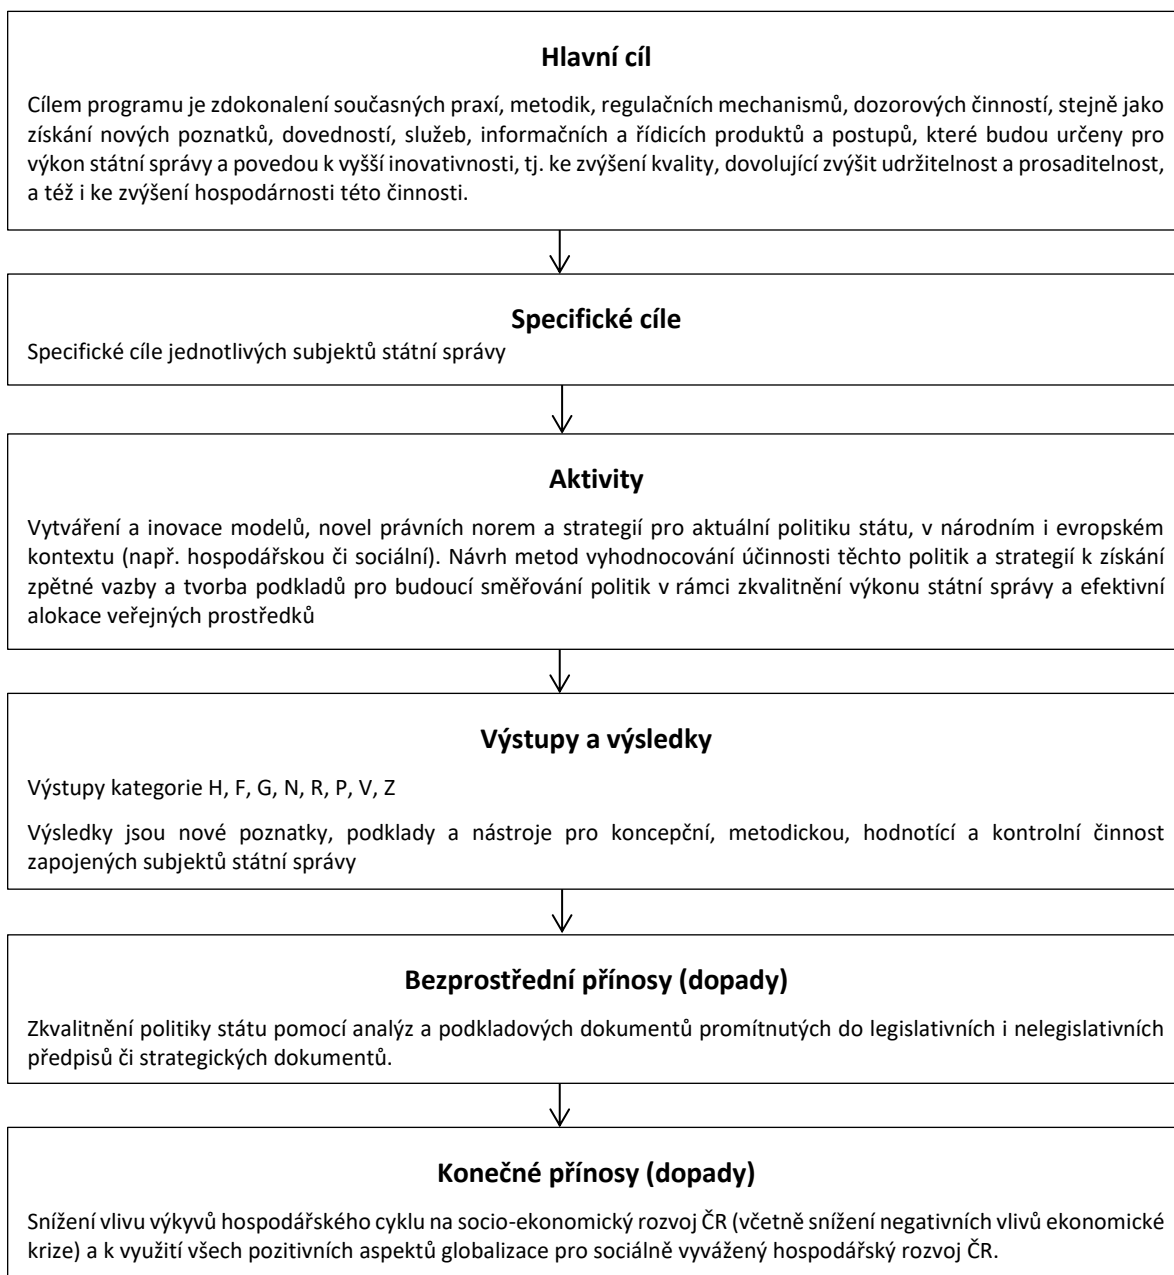 Hlavní cíl
Cílem programu je zdokonalení současných praxí, metodik, regulačních mechanismů, dozorových činností, stejně jako
získání nových poznatků, dovedností, služeb, informačních a řídicích produktů a postupů, které budou určeny pro
výkon státní správy a povedou k vyšší inovativnosti, tj. ke zvýšení kvality, dovolující zvýšit udržitelnost a prosaditelnost,
a též i ke zvýšení hospodárnosti této činnosti.
Specifické cíle
Specifické cíle jednotlivých subjektů státní správy
Aktivity
Vytváření a inovace modelů, novel právních norem a strategií pro aktuální politiku státu, v národním i evropském
kontextu (např. hospodářskou či sociální). Návrh metod vyhodnocování účinnosti těchto politik a strategií k získání
zpětné vazby a tvorba podkladů pro budoucí směřování politik v rámci zkvalitnění výkonu státní správy a efektivní
alokace veřejných prostředků
Výstupy a výsledky
Výstupy kategorie H, F, G, N, R, P, V, Z
Výsledky jsou nové poznatky, podklady a nástroje pro koncepční, metodickou, hodnotící a kontrolní činnost
zapojených subjektů státní správy
Bezprostřední přínosy (dopady)
Zkvalitnění politiky státu pomocí analýz a podkladových dokumentů promítnutých do legislativních i nelegislativních
předpisů či strategických dokumentů.
Konečné přínosy (dopady)
Snížení vlivu výkyvů hospodářského cyklu na socio-ekonomický rozvoj ČR (včetně snížení negativních vlivů ekonomické
krize) a k využití všech pozitivních aspektů globalizace pro sociálně vyvážený hospodářský rozvoj ČR.